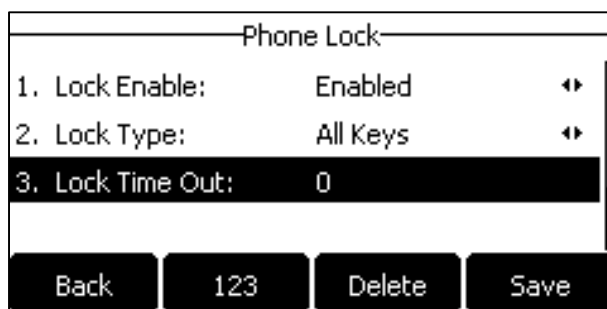 Phone Lock
1. Lock Enable: Enabled
2. Lock Type: All Keys
3. Lock Time Out: 0
Back 123 Delete Save